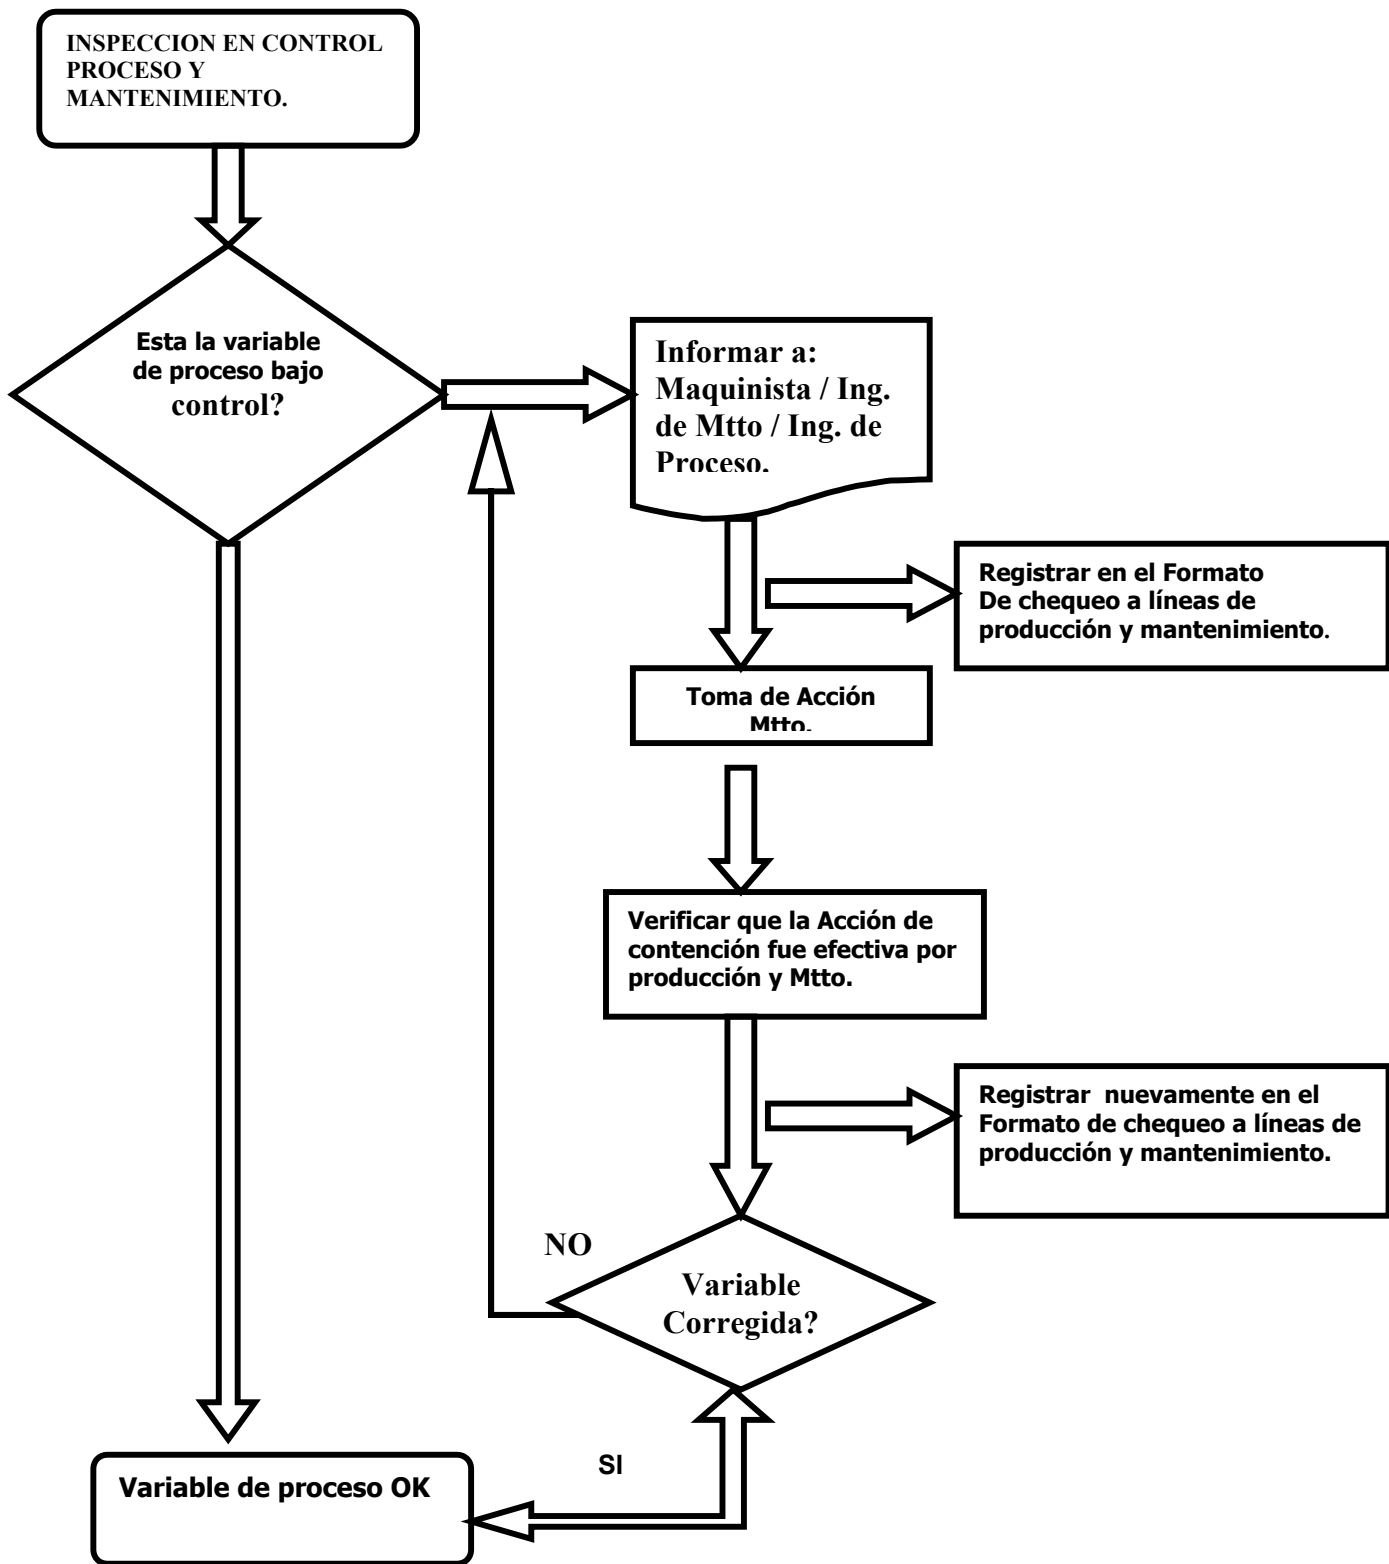 INSPECCION EN CONTROL
PROCESO Y
MANTENIMIENTO.
Esta la variable
de proceso bajo
control?
Informar a:
Maquinista / Ing.
de Mtto / Ing. de
Proceso.
Registrar en el Formato
De chequeo a líneas de
producción y mantenimiento.
Toma de Acción
Mtto.
Verificar que la Acción de
contención fue efectiva por
producción y Mtto.
Registrar  nuevamente en el
Formato de chequeo a líneas de
producción y mantenimiento.
NO
Variable
Corregida?
SI
Variable de proceso OK